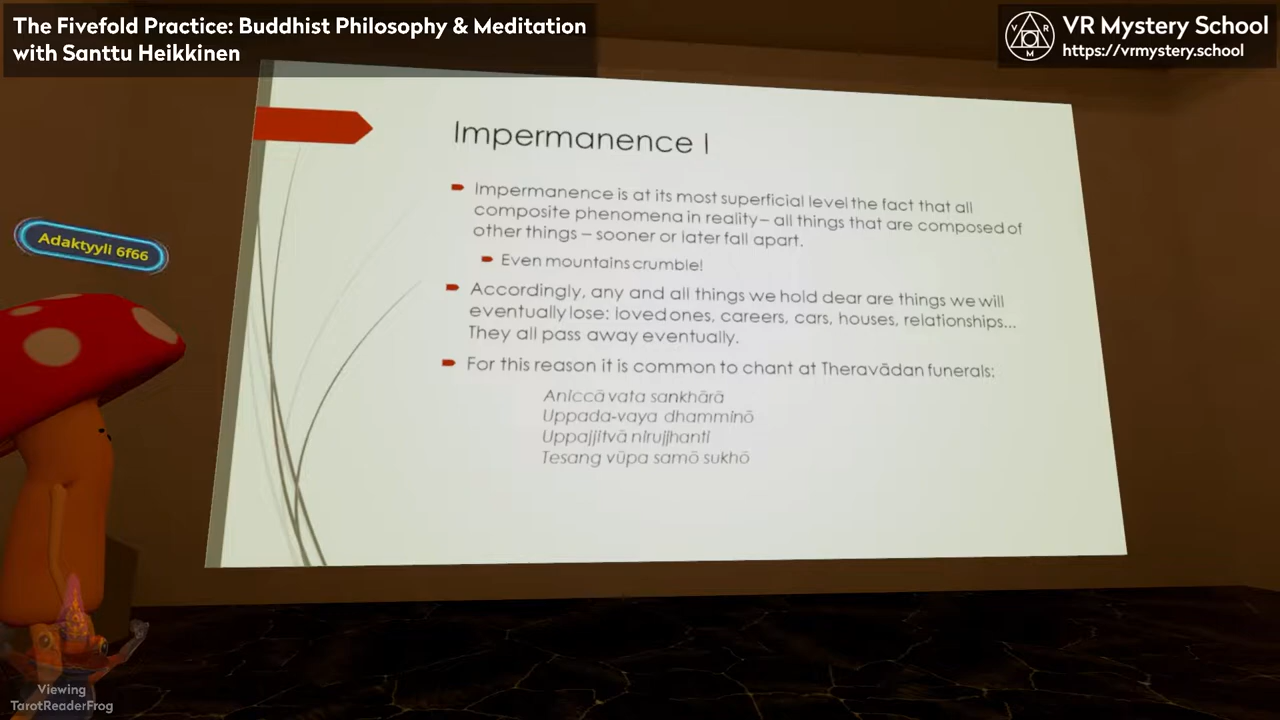 The Fivefold Practice: Buddhist Philosophy & Meditation
with Santtu Heikkinen
VR Mystery School
https://vrmystery.school
V R
M
Impermanence I
Impermanence is at its most superficial level the fact that all
composite phenomena in reality – all things that are composed of
other things – sooner or later fall apart.
Even mountains crumble!
Accordingly, any and all things we hold dear are things we will
eventually lose: loved ones, careers, cars, houses, relationships...
They all pass away eventually.
For this reason it is common to chant at Theravādan funerals:
Aniccā vata sankhārā
Uppada-vaya dhamminō
Uppajjitvā nirujjhanti
Tesang vūpa samō sukhō
Adaktyyli 6f66
Viewing
TarotReaderFrog